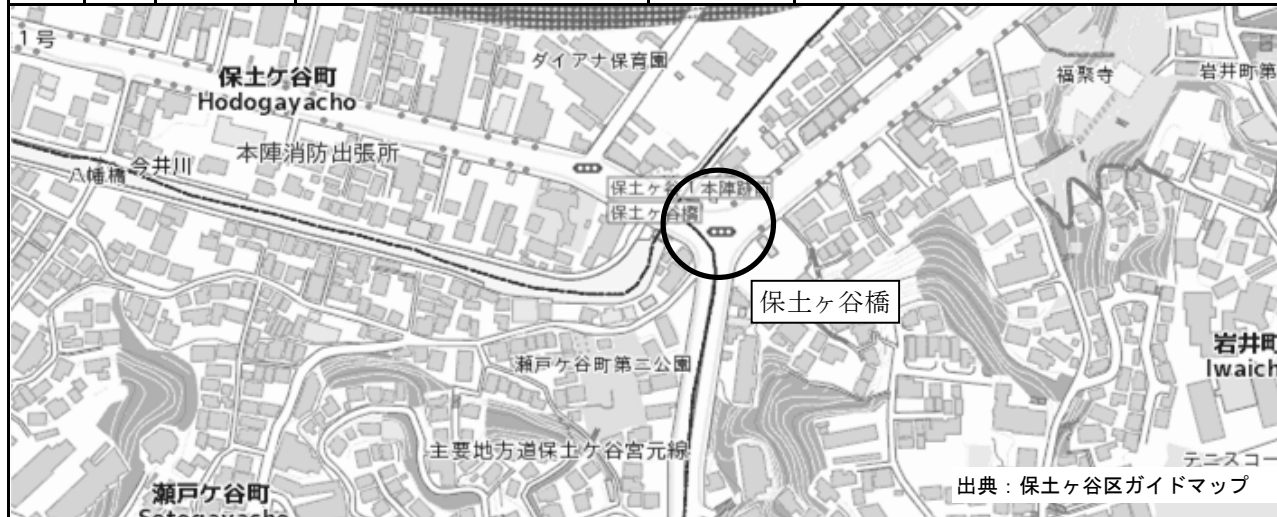 1号
ダイアナ保育園
福聚寺
岩井町第
保土ケ谷町
Hodogayacho
本陣消防出張所
今井川
八幡橋
保土ヶ谷1本陣跡前
保土ヶ谷橋
保土ヶ谷橋
瀬戸ケ谷町第二公園
岩井町
Iwaich
主要地方道保土ケ谷宮元線
テニスコー
出典：保土ヶ谷区ガイドマップ
瀬戸ケ谷町
Setogayacho